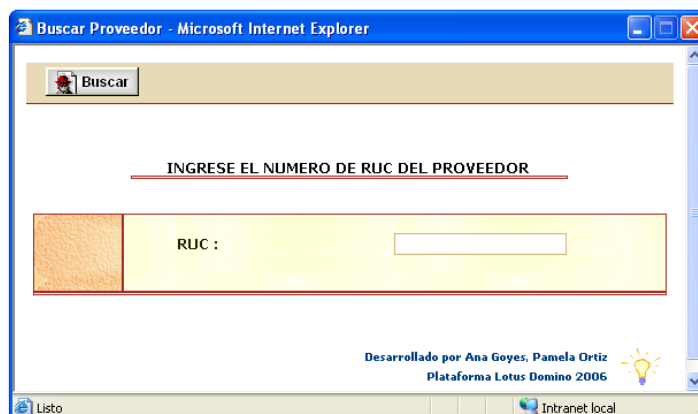 Buscar Proveedor - Microsoft Internet Explorer
Buscar
INGRESE EL NUMERO DE RUC DEL PROVEEDOR
RUC :
Desarrollado por Ana Goyes, Pamela Ortiz
Plataforma Lotus Domino 2006
Listo
Intranet local